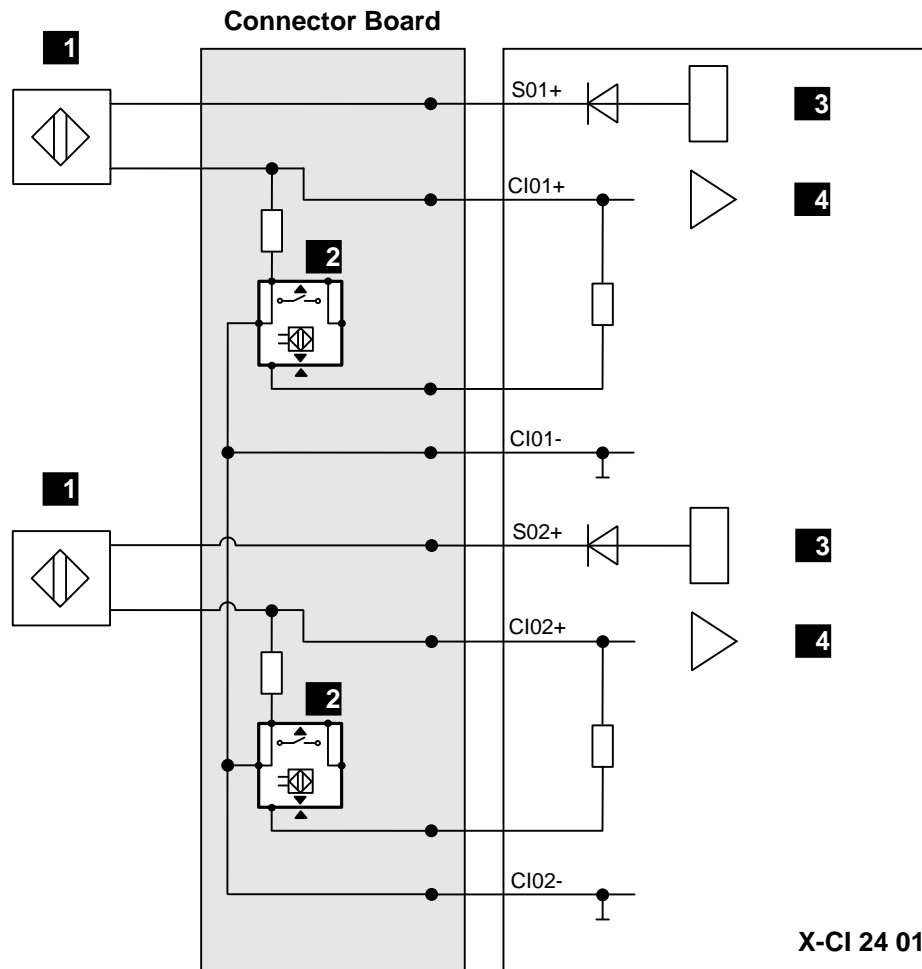 Connector Board
1
S01+
3
CI01+
4
2
CI01-
1
S02+
3
CI02+
4
2
CI02-
X-CI 24 01